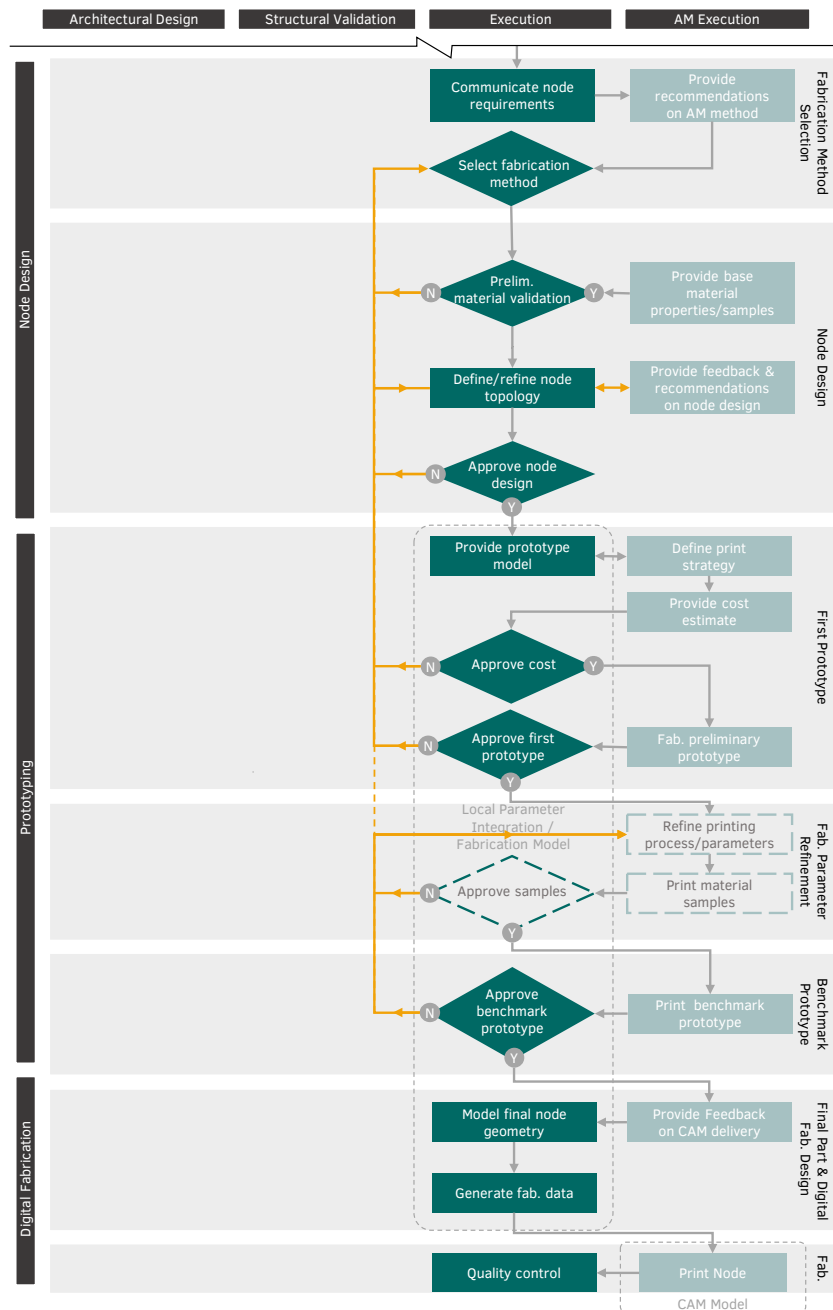 Architectural Design
Structural Validation
Execution
AM Execution
Node Design
Fabrication Method
Selection
Communicate node
requirements
Provide
recommendations
on AM method
Select fabrication
method
Node Design
Prelim.
material validation
N
Y
Provide base
material
properties/samples
Define/refine node
topology
Provide feedback &
recommendations
on node design
Approve node
design
N
Y
Prototyping
First Prototype
Provide prototype
model
Define print
strategy
Provide cost
estimate
Approve cost
N
Y
Approve first
prototype
N
Fab. preliminary
prototype
Y
Fab. Parameter
Refinement
Local Parameter
Integration /
Fabrication Model
Refine printing
process/parameters
Approve samples
N
Print material
samples
Y
Benchmark
Prototype
Approve
benchmark
prototype
N
Print benchmark
prototype
Y
Digital Fabrication
Final Part & Digital
Fab. Design
Model final node
geometry
Provide Feedback
on CAM delivery
Generate fab. data
Fab.
Quality control
Print Node
CAM Model